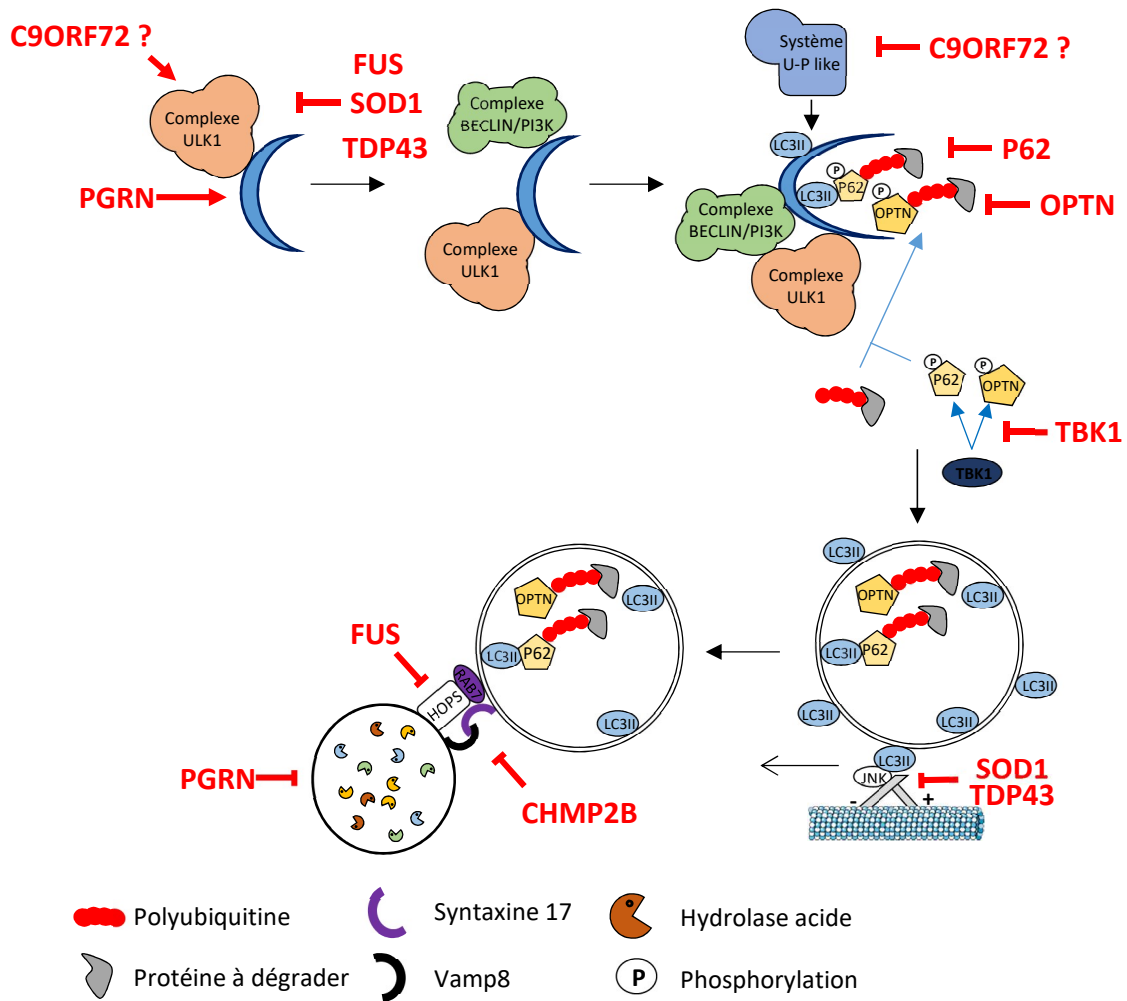 C9ORF72 ?
FUS
SOD1
TDP43
PGRN
Complexe
ULK1
Complexe
BECLIN/PI3K
Complexe
ULK1
Système
U-P like
C9ORF72 ?
LC3II
LC3II
P
P62
P
OPTN
P62
OPTN
Complexe
BECLIN/PI3K
Complexe
ULK1
P
P62
P
OPTN
TBK1
TBK1
LC3II
OPTN
LC3II
LC3II
P62
LC3II
LC3II
LC3II
LC3II
JNK
-
+
SOD1
TDP43
OPTN
LC3II
LC3II
P62
LC3II
FUS
HOPS
RAB7
PGRN
CHMP2B
Polyubiquitine
Syntaxine 17
Hydrolase acide
Protéine à dégrader
Vamp8
P
Phosphorylation